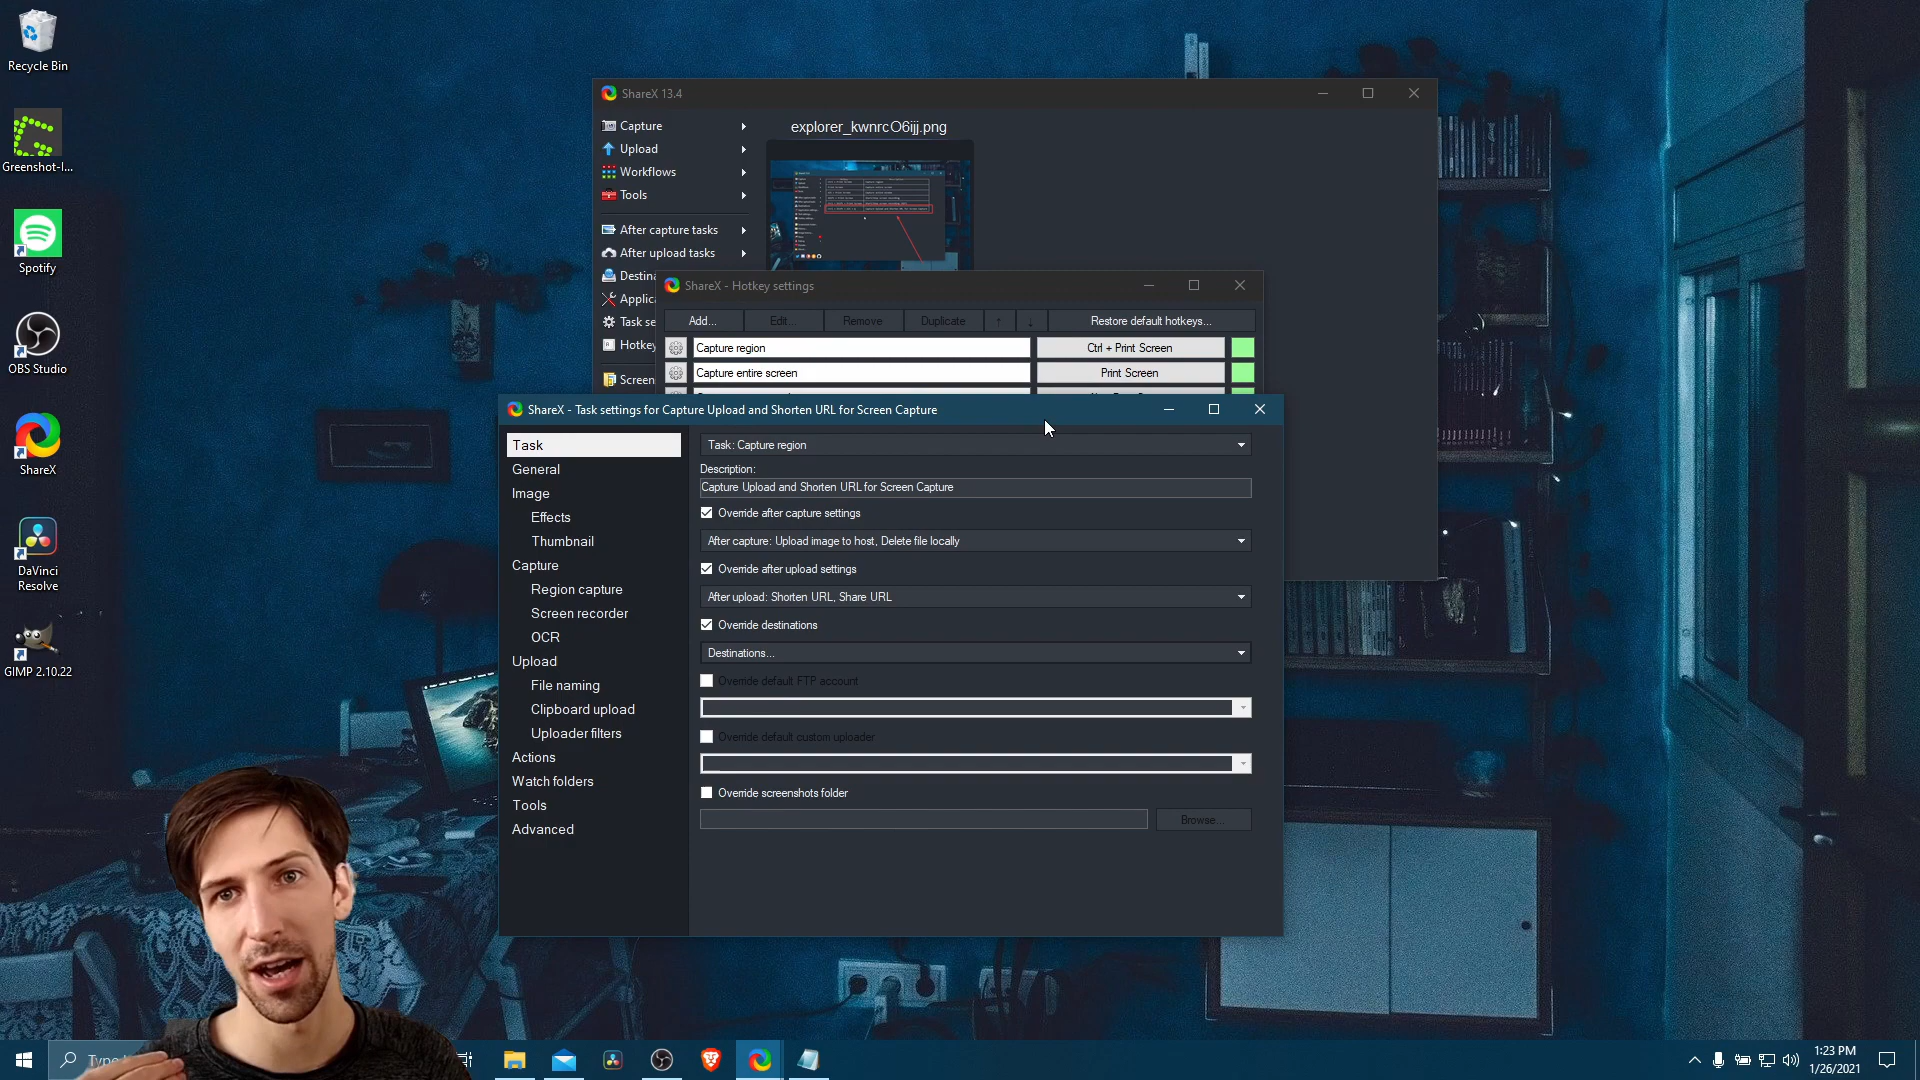 Recycle Bin
Greenshot-I...
Spotify
OBS Studio
ShareX
DaVinci
Resolve
GIMP 2.10.22
ShareX 13.4
Capture
Upload
Workflows
Tools
After capture tasks
After upload tasks
Destina
Applica
Task se
Hotkey
Screen
explorer_kwnrcO6ijj.png
ShareX - Hotkey settings
Add...
Edit...
Remove
Duplicate
Restore default hotkeys...
Capture region
Ctrl + Print Screen
Capture entire screen
Print Screen
ShareX - Task settings for Capture Upload and Shorten URL for Screen Capture
Task
General
Image
Effects
Thumbnail
Capture
Region capture
Screen recorder
OCR
Upload
File naming
Clipboard upload
Uploader filters
Actions
Watch folders
Tools
Advanced
Task: Capture region
Description:
Capture Upload and Shorten URL for Screen Capture
Override after capture settings
After capture: Upload image to host, Delete file locally
Override after upload settings
After upload: Shorten URL, Share URL
Override destinations
Destinations...
Override default FTP account
Override default custom uploader
Override screenshots folder
Browse...
Type
1:23 PM
1/26/2021